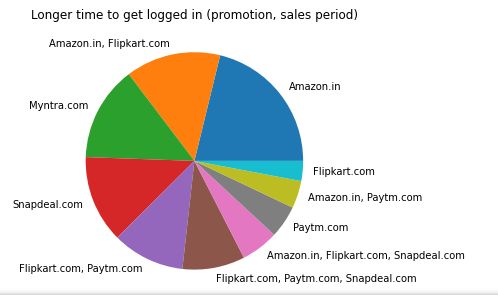 Longer time to get logged in (promotion, sales period)
Amazon.in, Flipkart.com
Amazon.in
Myntra.com
Flipkart.com
Amazon.in, Paytm.com
Snapdeal.com
Paytm.com
Amazon.in, Flipkart.com, Snapdeal.com
Flipkart.com, Paytm.com
Flipkart.com, Paytm.com, Snapdeal.com